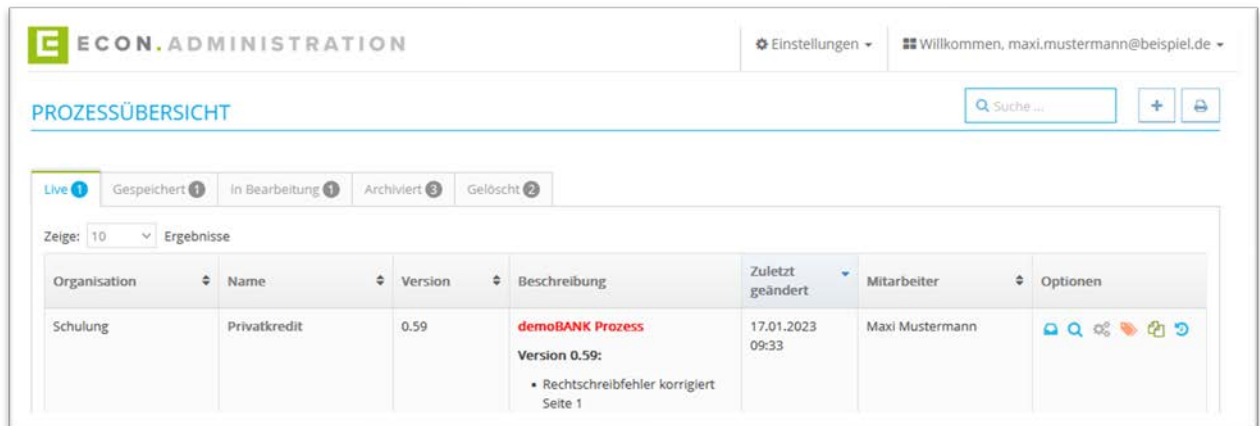 ECON.ADMINISTRATION
Einstellungen
Willkommen, maxi.mustermann@beispiel.de
PROZESSÜBERSICHT
Suche ...
Live 1
Gespeichert 1
In Bearbeitung 1
Archiviert 3
Gelöscht 2
Zeige: 10 Ergebnisse
Organisation
Name
Version
Beschreibung
Zuletzt
geändert
Mitarbeiter
Optionen
Schulung
Privatkredit
0.59
demoBANK Prozess
Version 0.59:
• Rechtschreibfehler korrigiert
Seite 1
17.01.2023
09:33
Maxi Mustermann